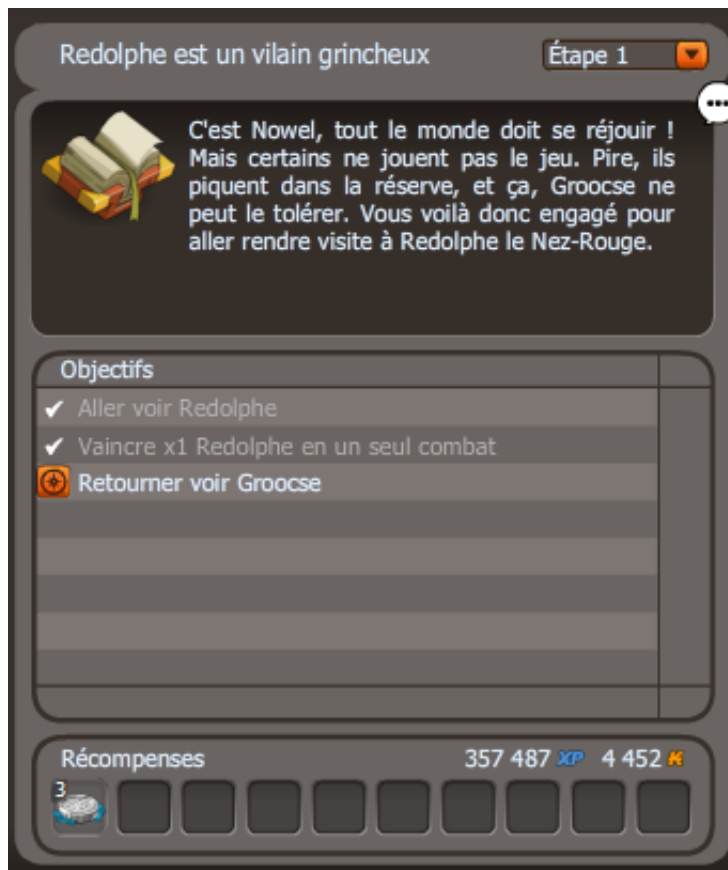 Redolphe est un vilain grincheux
Étape 1
C'est Nowel, tout le monde doit se réjouir !
Mais certains ne jouent pas le jeu. Pire, ils
piquent dans la réserve, et ça, Groocse ne
peut le tolérer. Vous voilà donc engagé pour
aller rendre visite à Redolphe le Nez-Rouge.
Objectifs
Aller voir Redolphe
Vaincre x1 Redolphe en un seul combat
Retourner voir Groocse
Récompenses
357 487 XP 4 452 K
3